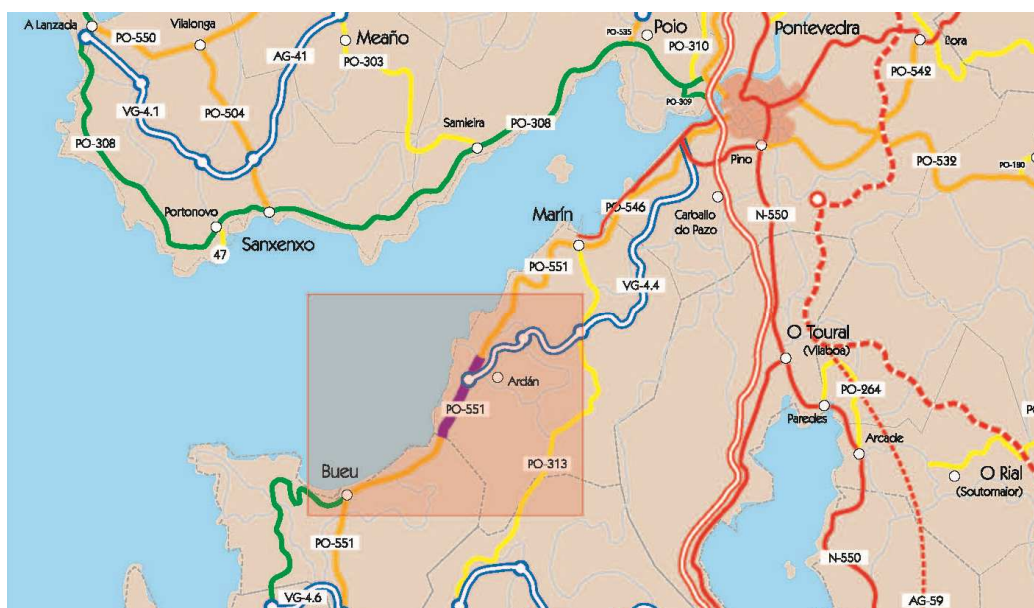 A Lanzada
Vilalonga
PO-550
Meaño
AG-41
PO-303
PO-535
Poio
PO-310
Pontevedra
Bora
PO-542
VG-4.1
PO-504
PO-309
PO-308
Samieira
PO-308
Pino
PO-532
PO-180
Portonovo
Sanxenxo
47
Marín
PO-546
Carballo
do Pazo
N-550
PO-551
VG-4.4
O Toural
(Vilaboa)
Ardán
PO-551
PO-264
Paredes
Arcade
PO-313
Bueu
O Rial
(Soutomaior)
PO-551
N-550
VG-4.6
AG-59